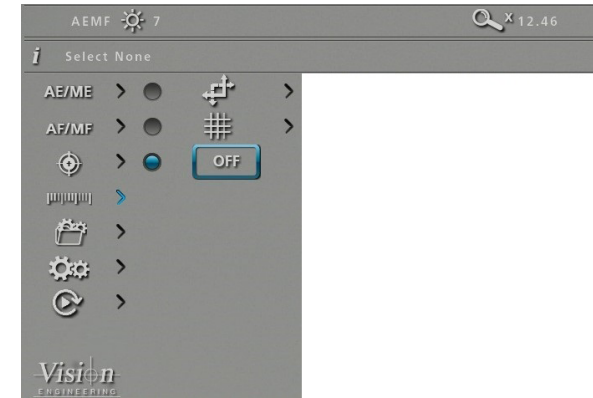 AEMF 7 x 12.46
i Select None
AE/ME
AF/MF
OFF
Vision
ENGINEERING